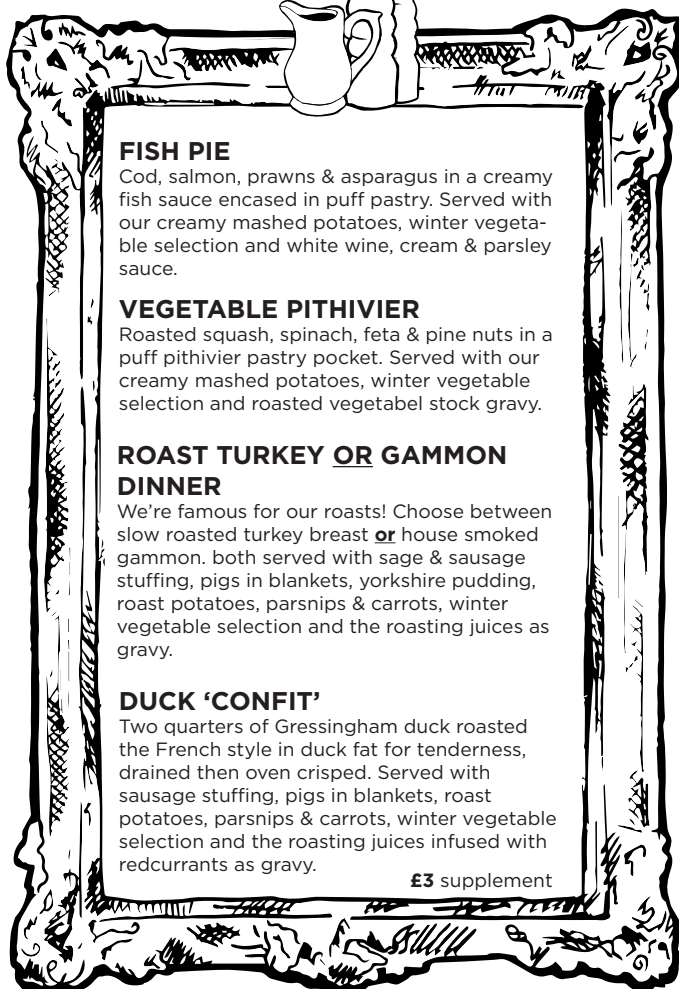 FISH PIE
Cod, salmon, prawns & asparagus in a creamy
fish sauce encased in puff pastry. Served with
our creamy mashed potatoes, winter vegeta-
ble selection and white wine, cream & parsley
sauce.
VEGETABLE PITHIVIER
Roasted squash, spinach, feta & pine nuts in a
puff pithivier pastry pocket. Served with our
creamy mashed potatoes, winter vegetable
selection and roasted vegetabel stock gravy.
ROAST TURKEY OR GAMMON
DINNER
We’re famous for our roasts! Choose between
slow roasted turkey breast or house smoked
gammon. both served with sage & sausage
stuffing, pigs in blankets, yorkshire pudding,
roast potatoes, parsnips & carrots, winter
vegetable selection and the roasting juices as
gravy.
DUCK ‘CONFIT’
Two quarters of Gressingham duck roasted
the French style in duck fat for tenderness,
drained then oven crisped. Served with
sausage stuffing, pigs in blankets, roast
potatoes, parsnips & carrots, winter vegetable
selection and the roasting juices infused with
redcurrants as gravy.
£3 supplement